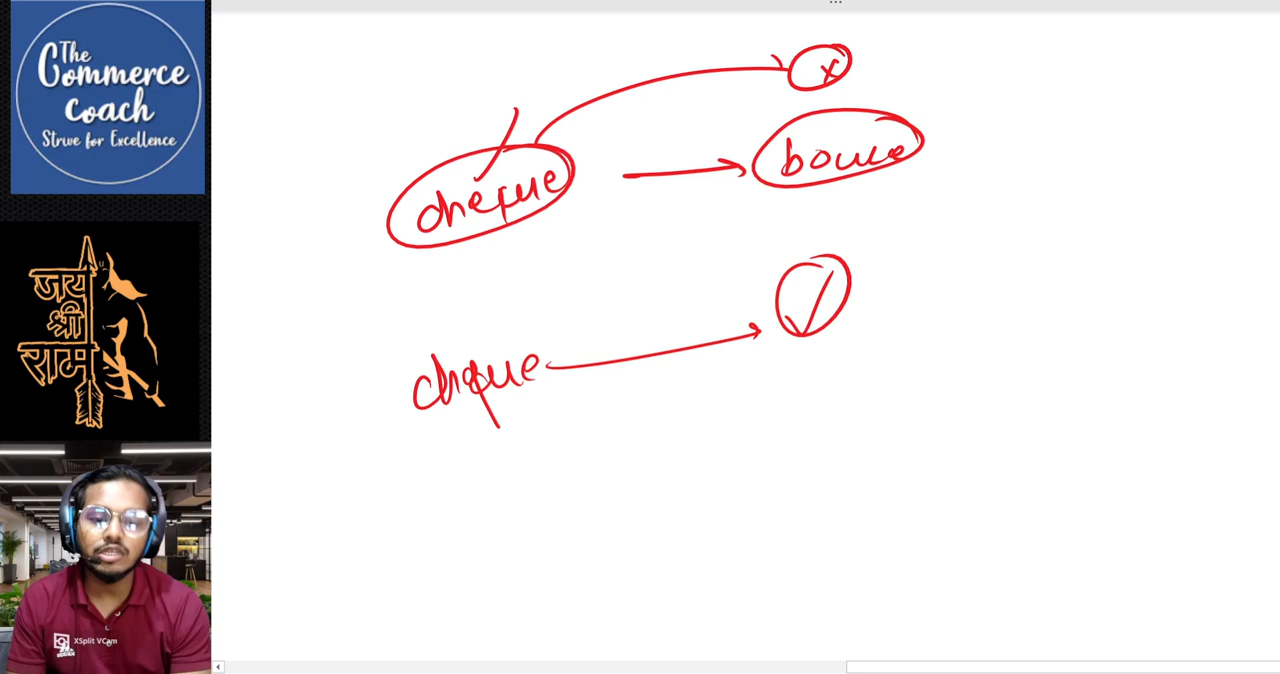 The
Commerce
Coach
Strive for Excellence
x
cheque
bounce
जय
श्री
राम
cheque
XSplit VCam